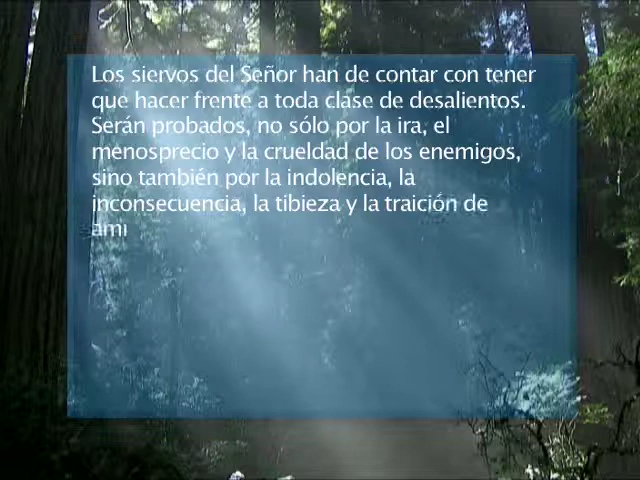 Los siervos del Señor han de contar con tener
que hacer frente a toda clase de desalientos.
Serán probados, no sólo por la ira, el
menosprecio y la crueldad de los enemigos,
sino también por la indolencia, la
inconsecuencia, la tibieza y la traición de
ami